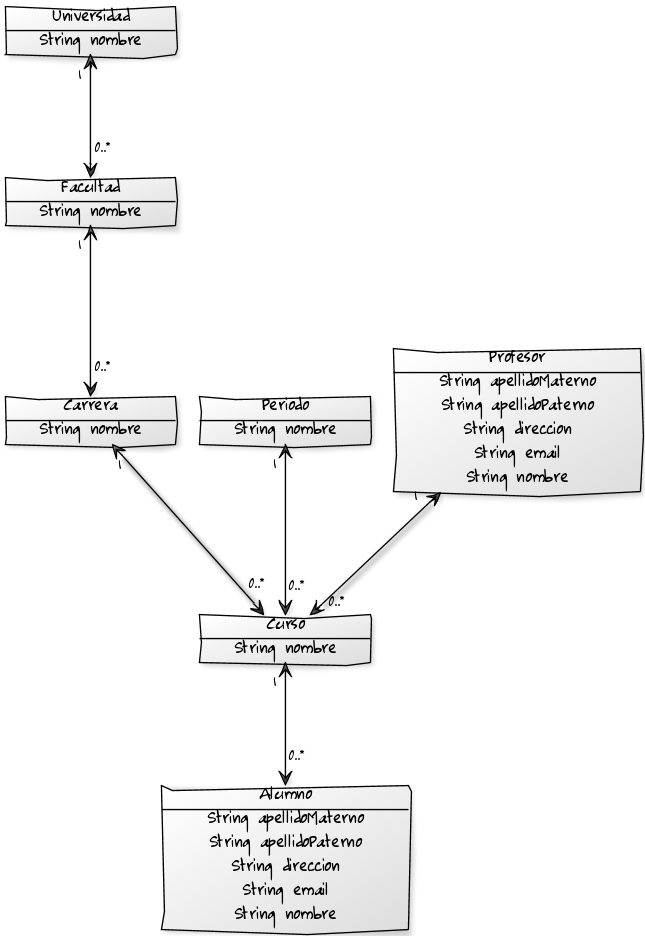 Universidad
String nombre
1
0..*
Facultad
String nombre
1
0..*
Carrera
String nombre
1
Periodo
String nombre
1
Profesor
String apellidoMaterno
String apellidoPaterno
String direccion
String email
String nombre
1
0..*
0..*
0..*
Curso
String nombre
1
0..*
Alumno
String apellidoMaterno
String apellidoPaterno
String direccion
String email
String nombre